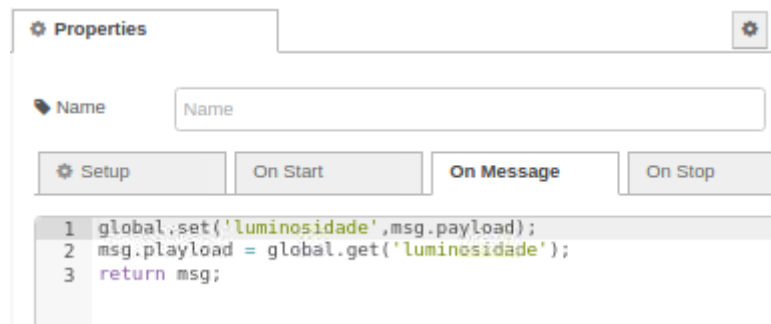 Properties
Name Name
Setup On Start On Message On Stop
1 global.set('luminosidade',msg.payload);
2 msg.playload = global.get('luminosidade');
3 return msg;